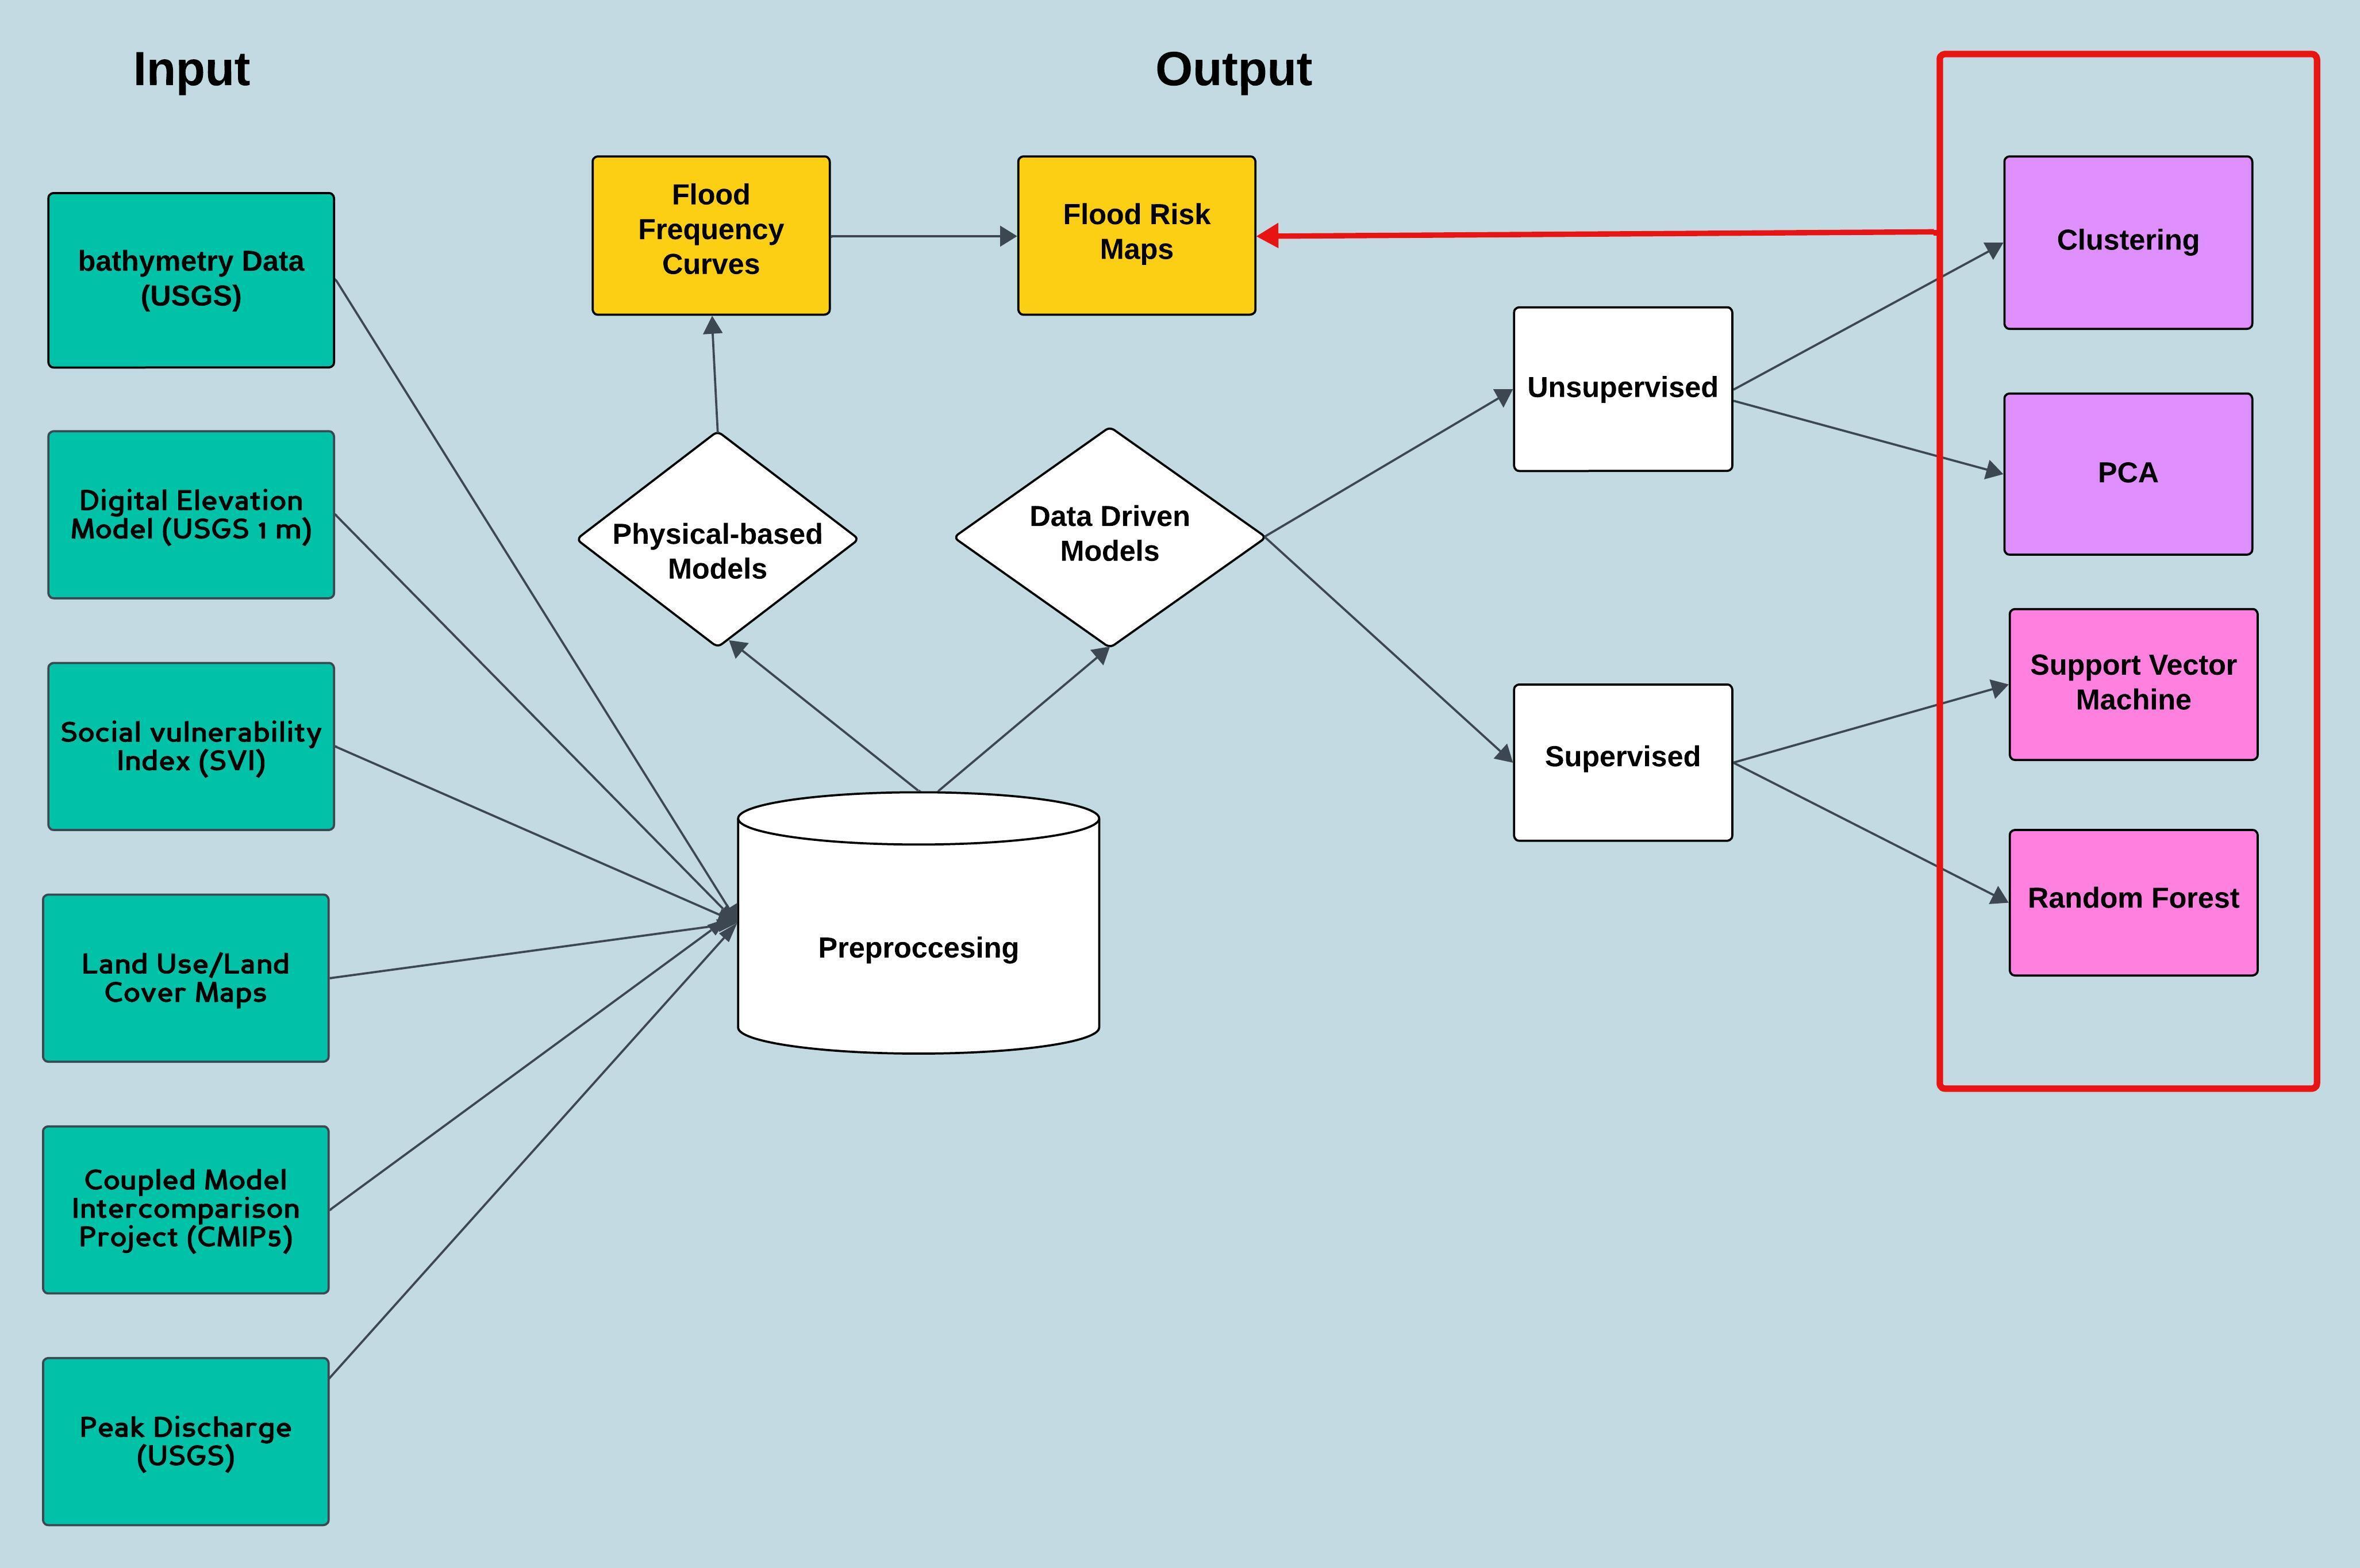 Input
Output
bathymetry Data
(USGS)
Digital Elevation
Model (USGS 1 m)
Social vulnerability
Index (SVI)
Land Use/Land
Cover Maps
Coupled Model
Intercomparison
Project (CMIP5)
Peak Discharge
(USGS)
Flood
Frequency
Curves
Flood Risk
Maps
Physical-based
Models
Data Driven
Models
Preproccesing
Unsupervised
Supervised
Clustering
PCA
Support Vector
Machine
Random Forest